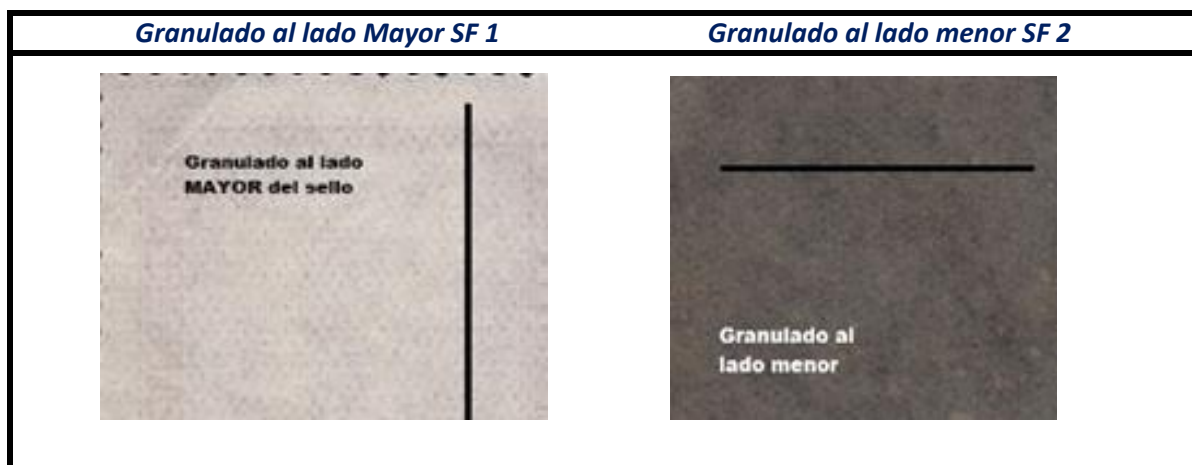 Granulado al lado Mayor SF 1
Granulado al lado menor SF 2
Granulado al lado
MAYOR del sello
Granulado al
lado menor